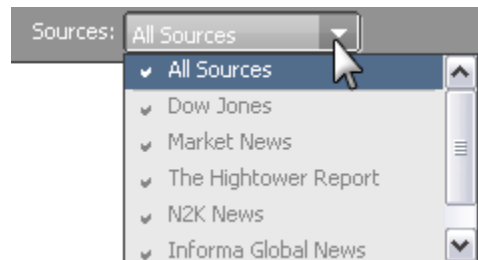 Sources: All Sources
All Sources
Dow Jones
Market News
The Hightower Report
N2K News
Informa Global News